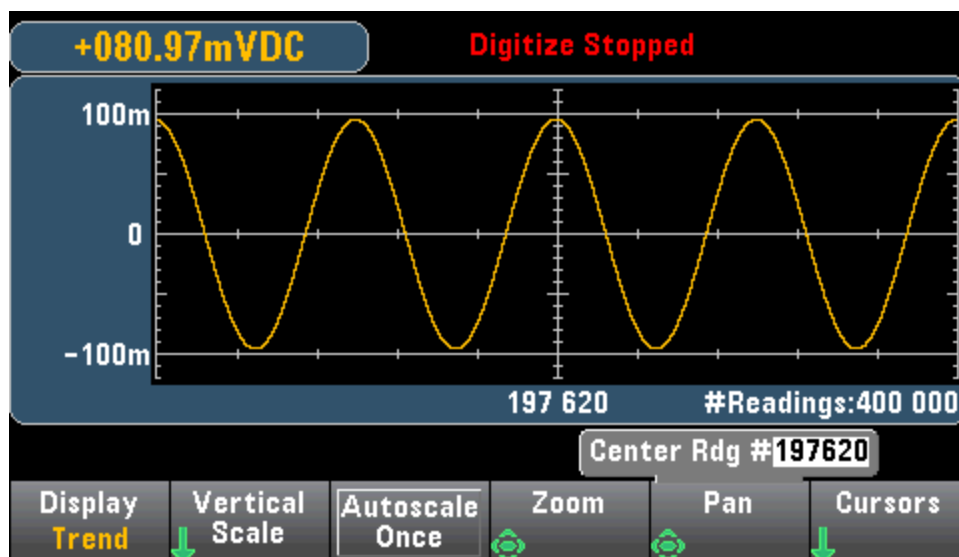 +080.97mVDC Digitize Stopped
100m
0
-100m
197 620 #Readings:400 000
Center Rdg #197620
Display Vertical Autoscale Zoom Pan Cursors
Trend Scale Once